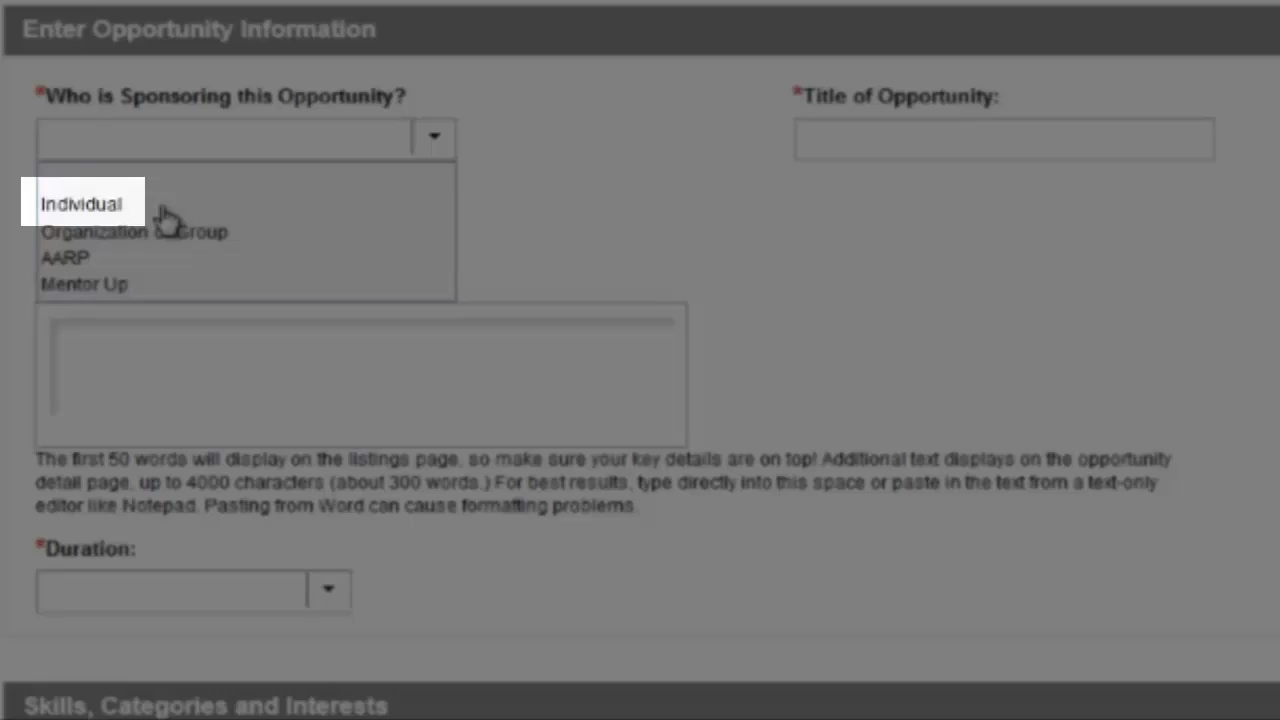 Enter Opportunity Information
*Who is Sponsoring this Opportunity?
*Title of Opportunity:
Individual
Organization or Group
AARP
Mentor Up
The first 50 words will display on the listings page, so make sure your key details are on top! Additional text displays on the opportunity
detail page, up to 4000 characters (about 300 words.) For best results, type directly into this space or paste in the text from a text-only
editor like Notepad. Pasting from Word can cause formatting problems.
*Duration:
Skills, Categories and Interests